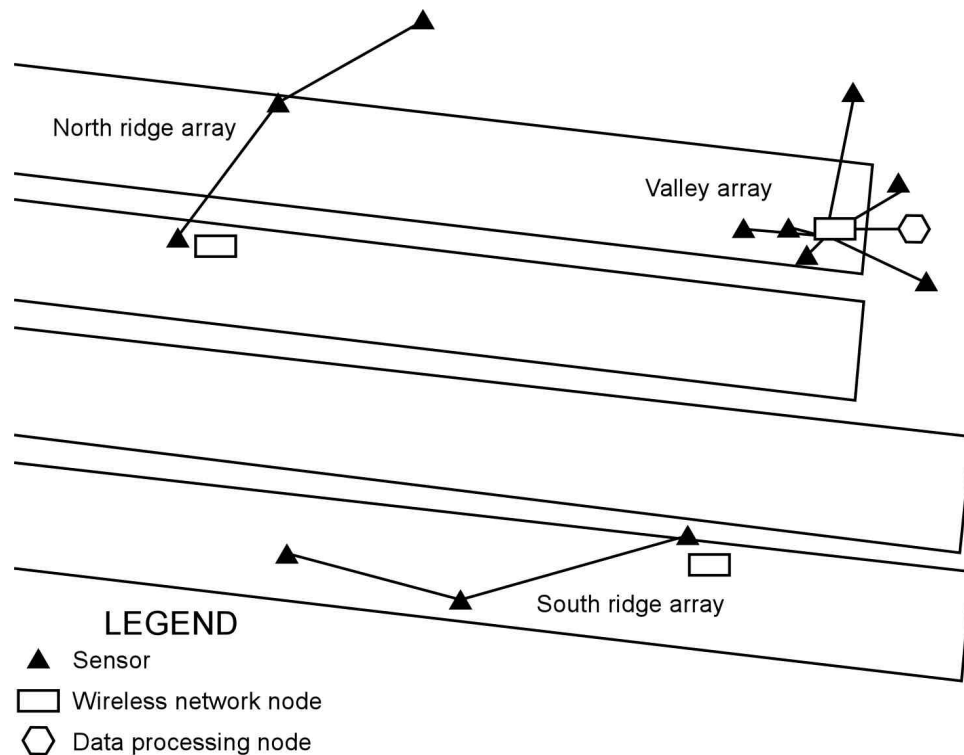 North ridge array
Valley array
South ridge array
LEGEND
Sensor
Wireless network node
Data processing node